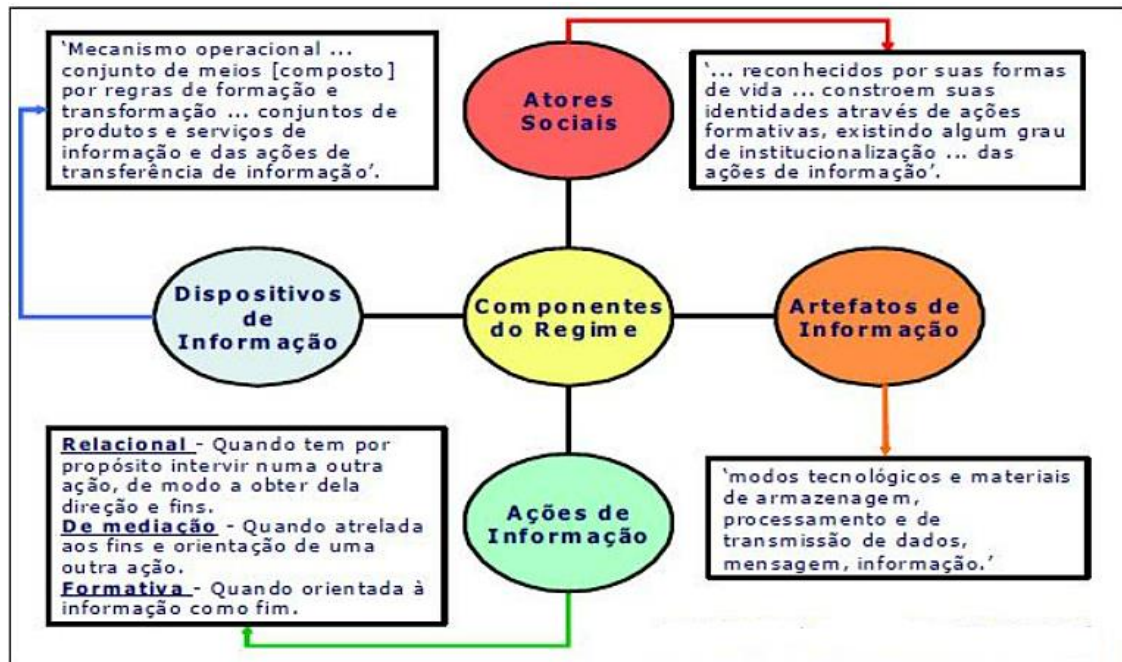 'Mecanismo operacional ...
conjunto de meios [composto]
por regras de formação e
transformação ... conjuntos de
produtos e serviços de
informação e das ações de
transferência de informação'.
Atores
Sociais
'... reconhecidos por suas formas
de vida ... constroem suas
identidades através de ações
formativas, existindo algum grau
de institucionalização ... das
ações de informação'.
Dispositivos
de
Informação
Componentes
do Regime
Artefatos de
Informação
Relacional - Quando tem por
propósito intervir numa outra
ação, de modo a obter dela
direção e fins.
De mediação - Quando atrelada
aos fins e orientação de uma
outra ação.
Formativa - Quando orientada à
informação como fim.
Ações de
Informação
'modos tecnológicos e materiais
de armazenagem,
processamento e de
transmissão de dados,
mensagem, informação.'